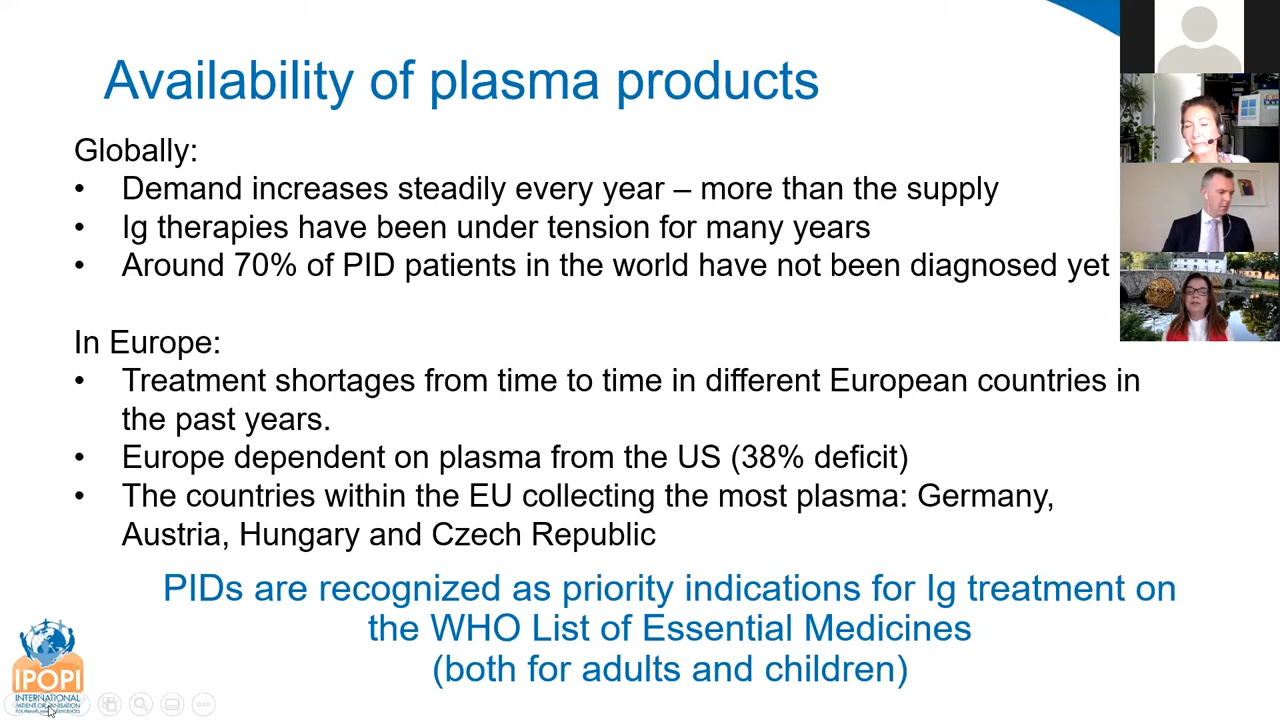 Availability of plasma products
Globally:
• Demand increases steadily every year – more than the supply
• Ig therapies have been under tension for many years
• Around 70% of PID patients in the world have not been diagnosed yet
In Europe:
• Treatment shortages from time to time in different European countries in
the past years.
• Europe dependent on plasma from the US (38% deficit)
• The countries within the EU collecting the most plasma: Germany,
Austria, Hungary and Czech Republic
PIDs are recognized as priority indications for Ig treatment on
the WHO List of Essential Medicines
(both for adults and children)
IPOPI
INTERNATIONAL